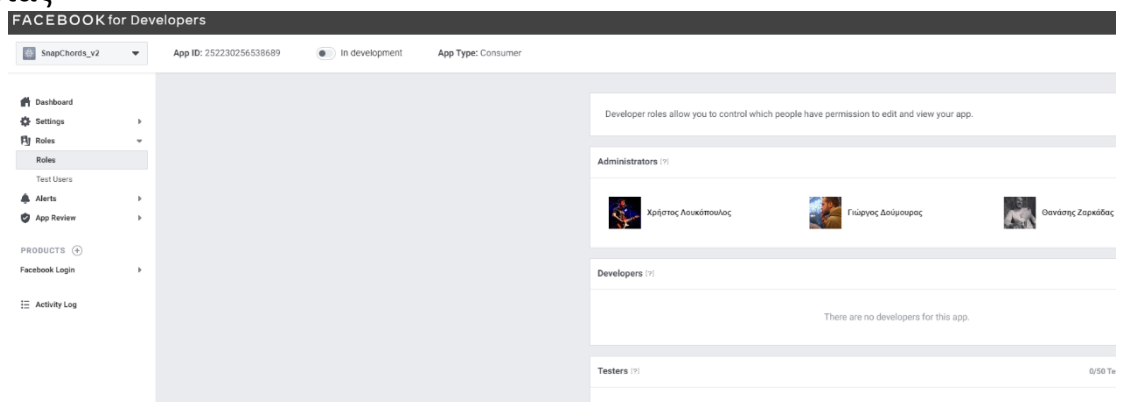 FACEBOOK for Developers
SnapChords_v2
App ID: 252230256538689
In development
App Type: Consumer
Dashboard
Settings
Roles
Roles
Test Users
Alerts
App Review
PRODUCTS
Facebook Login
Activity Log
Developer roles allow you to control which people have permission to edit and view your app.
Administrators [?]
Χρήστος Λουκόπουλος
Γιώργος Δούμουρας
Θανάσης Ζαρκάδας
Developers [?]
There are no developers for this app.
Testers [?]
0/50 Te